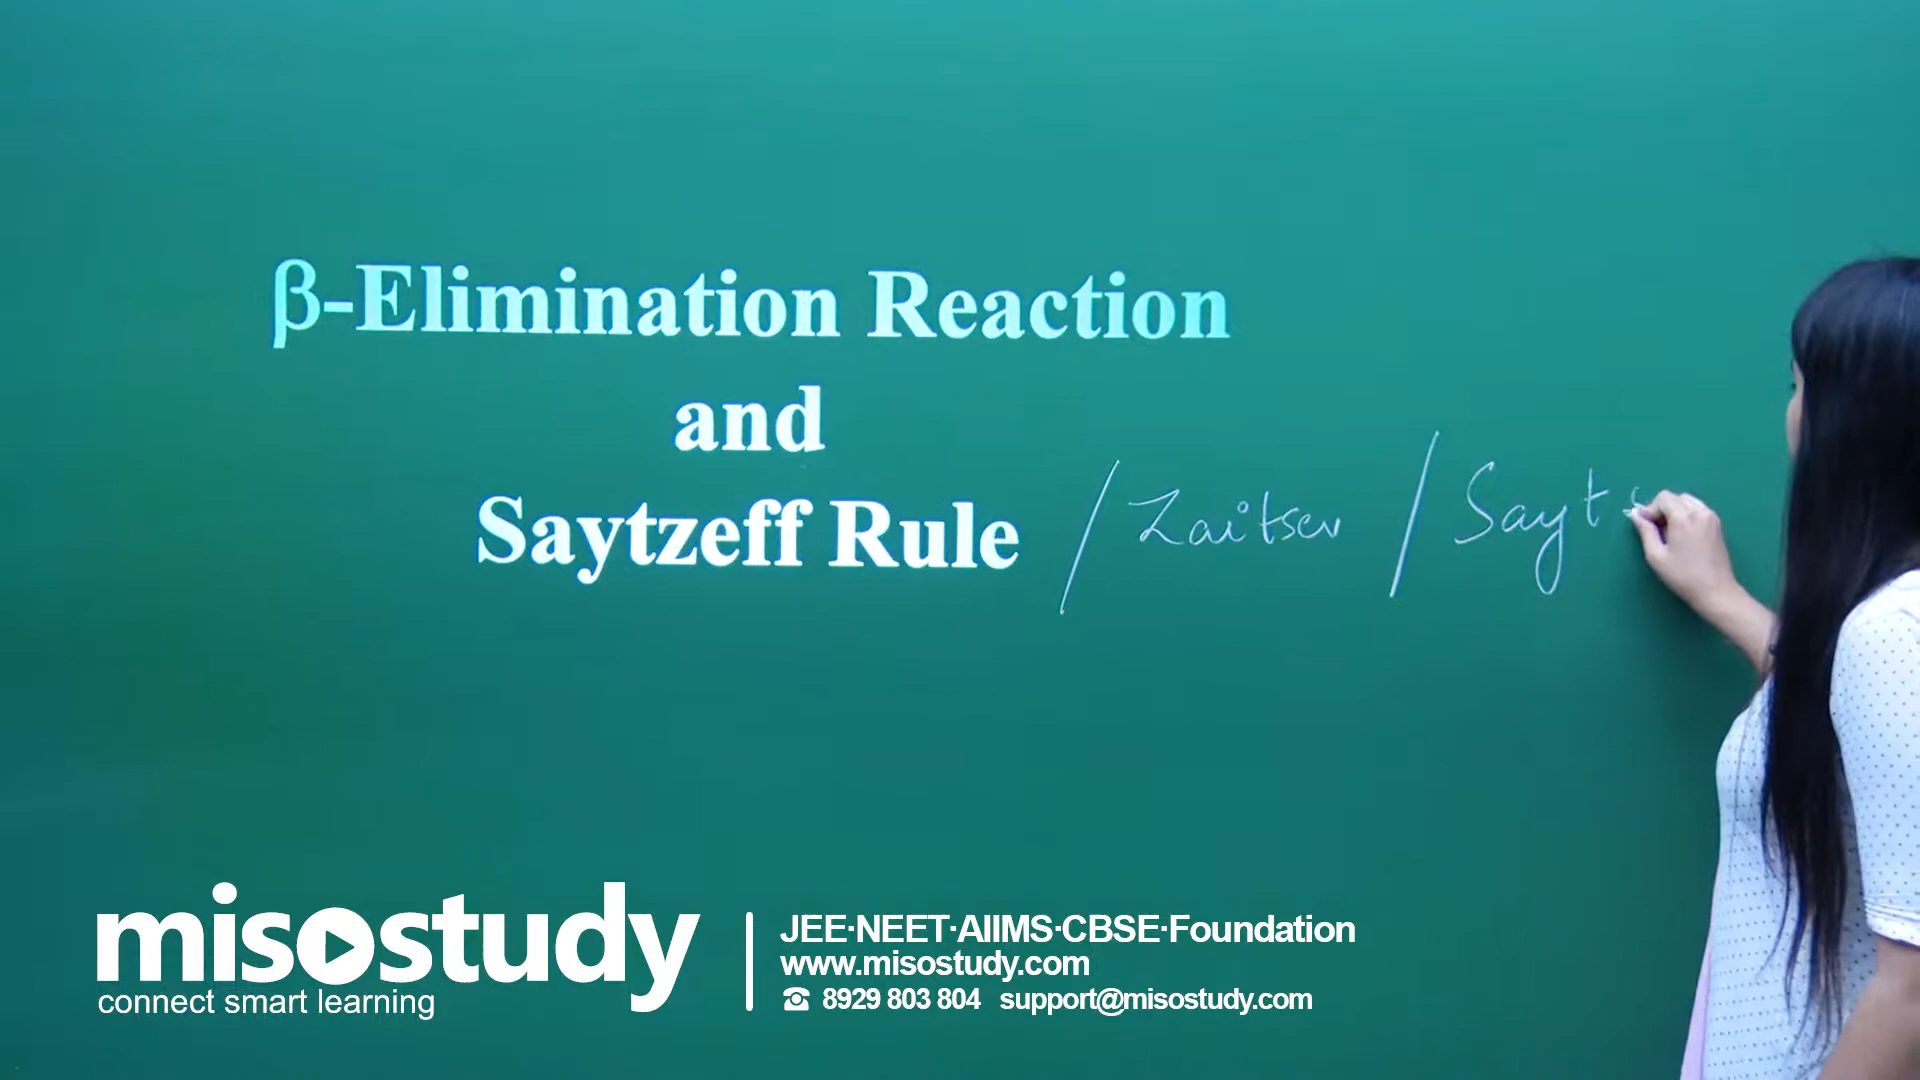 β-Elimination Reaction
and
Saytzeff Rule / Zaitsev / Sayt
misostudy
connect smart learning
JEE·NEET·AIIMS·CBSE·Foundation
www.misostudy.com
8929 803 804 support@misostudy.com